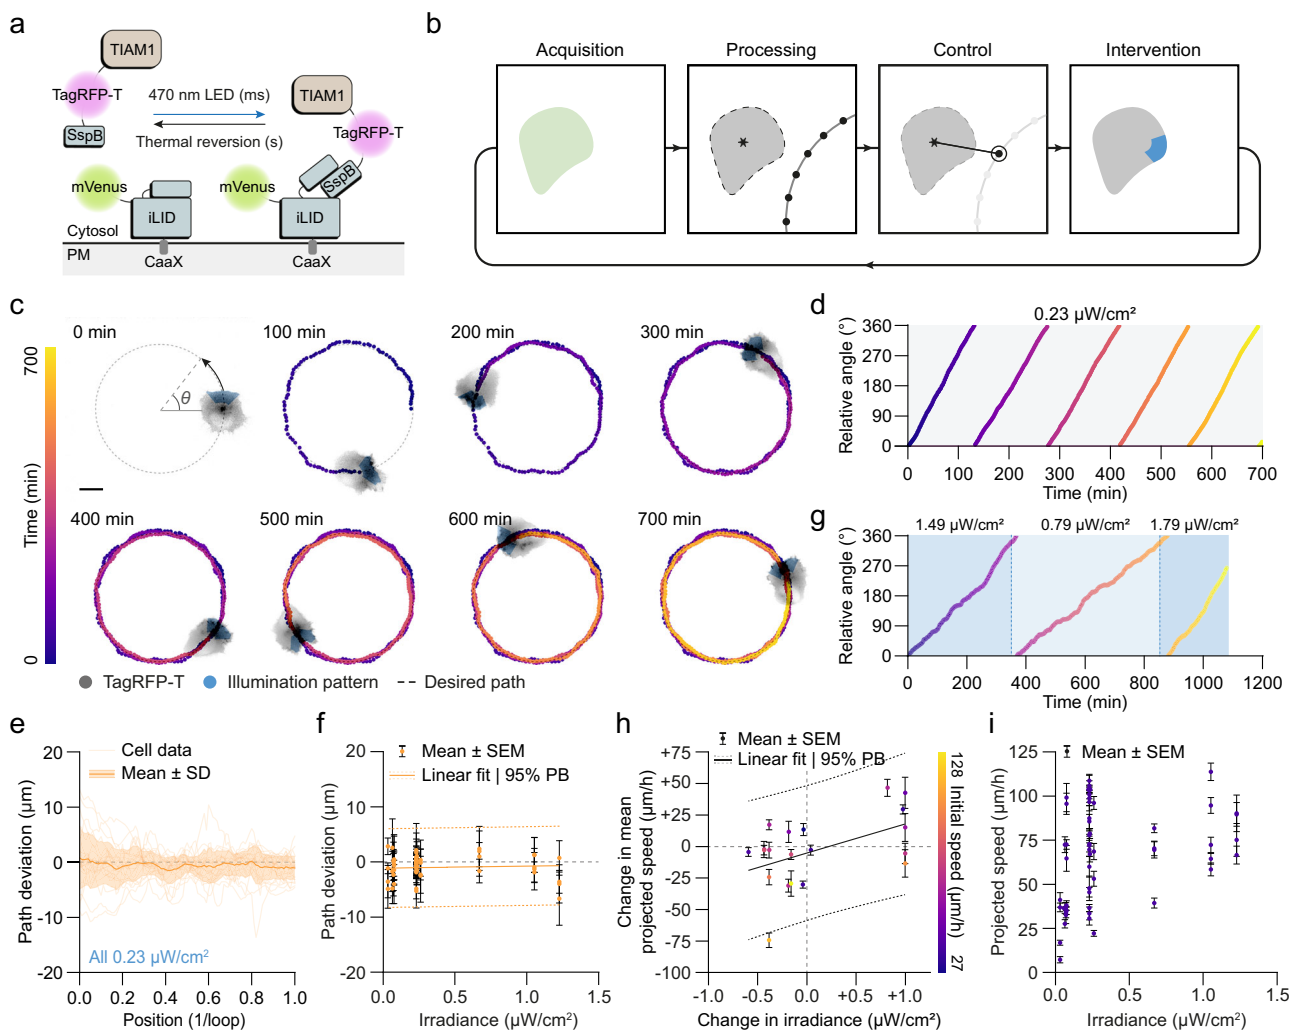 a
TIAM1
TagRFP-T
SspB
470 nm LED (ms)
Thermal reversion (s)
TIAM1
TagRFP-T
SspB
mVenus
iLID
mVenus
iLID
Cytosol
PM
CaaX
CaaX
b
Acquisition
Processing
Control
Intervention
c
0 min
100 min
200 min
300 min
θ
400 min
500 min
600 min
700 min
700
Time (min)
0
TagRFP-T
Illumination pattern
Desired path
d
0.23 µW/cm²
Relative angle (°)
360
270
180
90
0
0 100 200 300 400 500 600 700
Time (min)
g
1.49 µW/cm²
0.79 µW/cm²
1.79 µW/cm²
Relative angle (°)
360
270
180
90
0
0 200 400 600 800 1000 1200
Time (min)
e
Cell data
Mean ± SD
Path deviation (µm)
20
10
0
-10
-20
All 0.23 µW/cm²
0.0 0.2 0.4 0.6 0.8 1.0
Position (1/loop)
f
Mean ± SEM
Linear fit | 95% PB
Path deviation (µm)
20
10
0
-10
-20
0.0 0.5 1.0 1.5
Irradiance (µW/cm²)
h
Mean ± SEM
Linear fit | 95% PB
Change in mean
projected speed (µm/h)
+75
+50
+25
0
-25
-50
-75
-100
-1.0 -0.5 0.0 +0.5 +1.0
Change in irradiance (µW/cm²)
128
Initial speed (µm/h)
27
i
Mean ± SEM
Projected speed (µm/h)
125
100
75
50
25
0
0.0 0.5 1.0 1.5
Irradiance (µW/cm²)